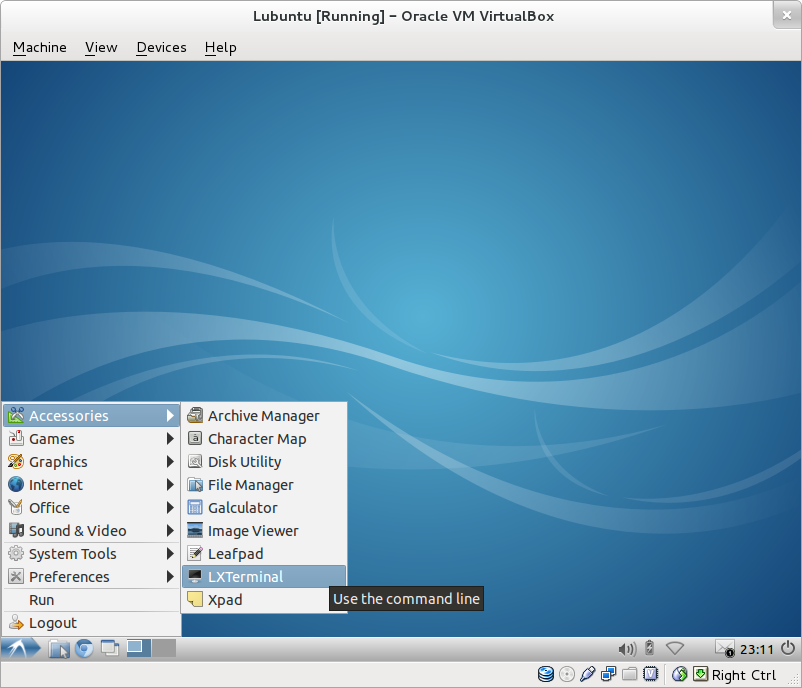 Lubuntu [Running] - Oracle VM VirtualBox
Machine View Devices Help
Accessories
Games
Graphics
Internet
Office
Sound & Video
System Tools
Preferences
Run
Logout
Archive Manager
Character Map
Disk Utility
File Manager
Galculator
Image Viewer
Leafpad
LXTerminal
Xpad
Use the command line
23:11
Right Ctrl